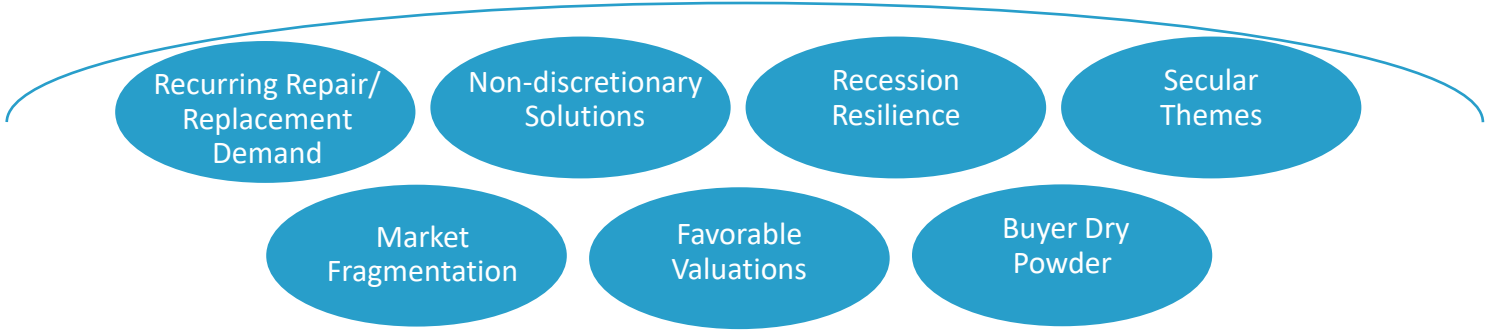 Recurring Repair/
Replacement
Demand
Non-discretionary
Solutions
Recession
Resilience
Secular
Themes
Market
Fragmentation
Favorable
Valuations
Buyer Dry
Powder